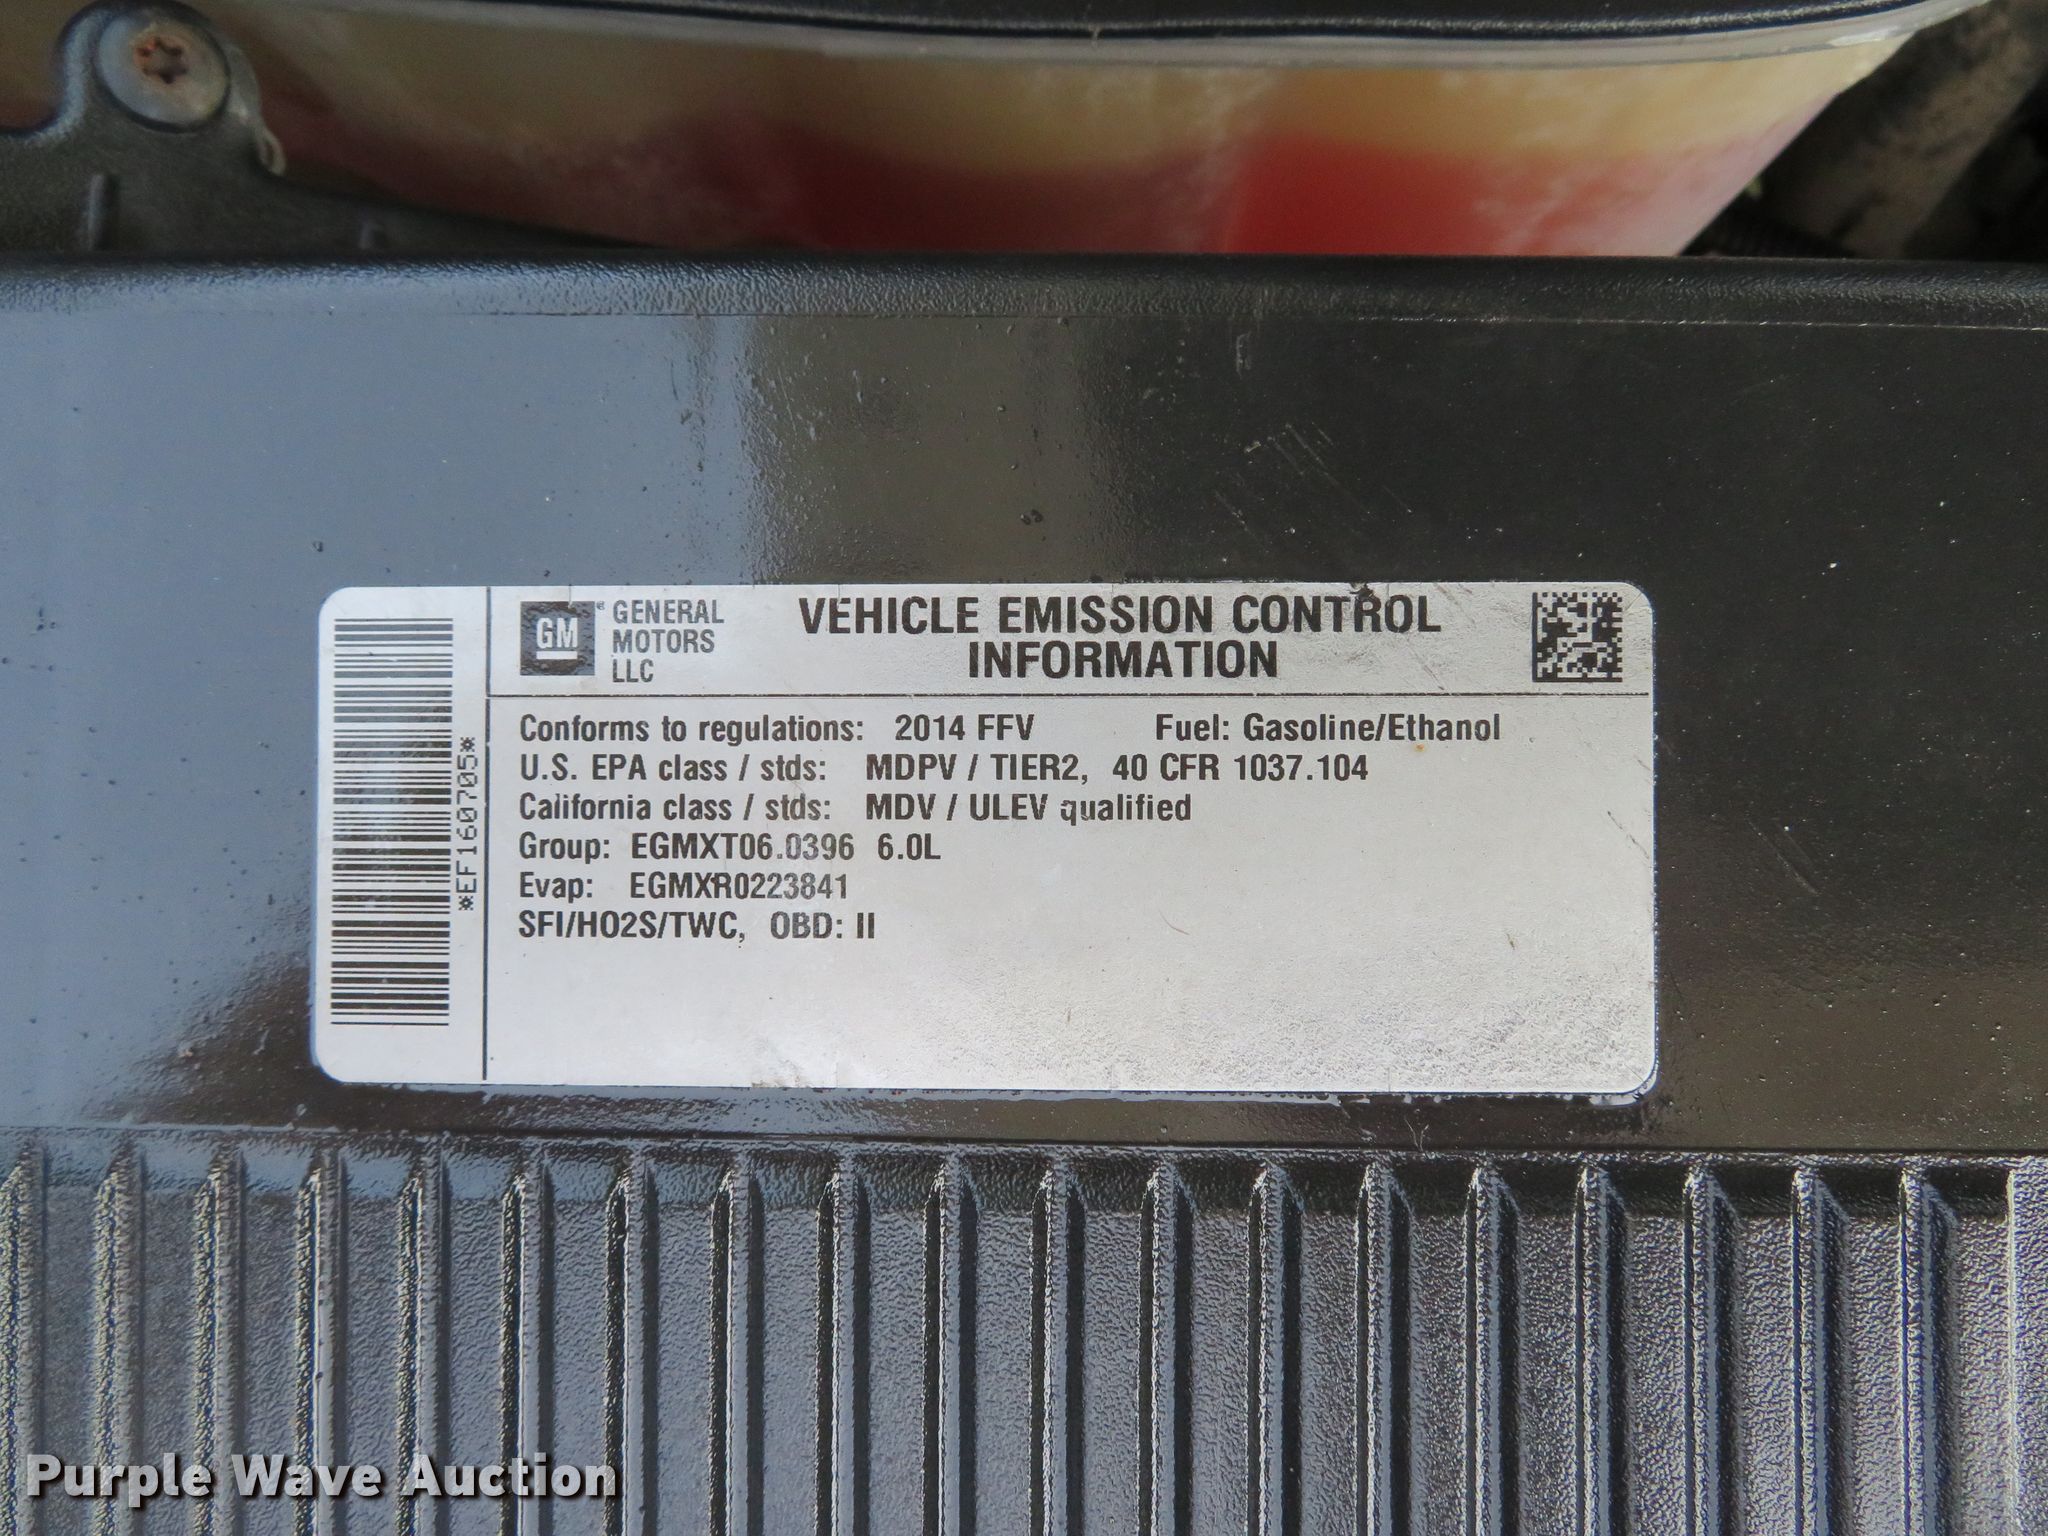 *EF1607705*
GM
GENERAL
MOTORS
LLC
VEHICLE EMISSION CONTROL
INFORMATION
Conforms to regulations: 2014 FFV Fuel: Gasoline/Ethanol
U.S. EPA class / stds: MDPV / TIER2, 40 CFR 1037.104
California class / stds: MDV / ULEV qualified
Group: EGMXT06.0396 6.0L
Evap: EGMXR0223841
SFI/HO2S/TWC, OBD: II
Purple Wave Auction